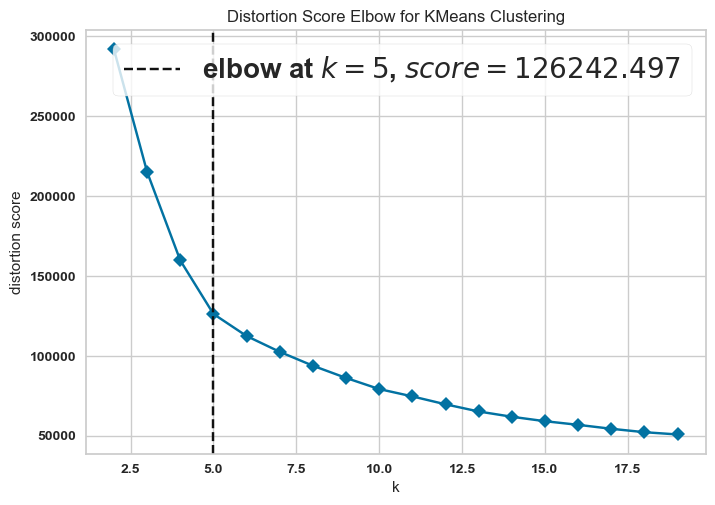 Distortion Score Elbow for KMeans Clustering
elbow at k = 5, score = 126242.497
300000
250000
200000
150000
100000
50000
distortion score
2.5 5.0 7.5 10.0 12.5 15.0 17.5
k